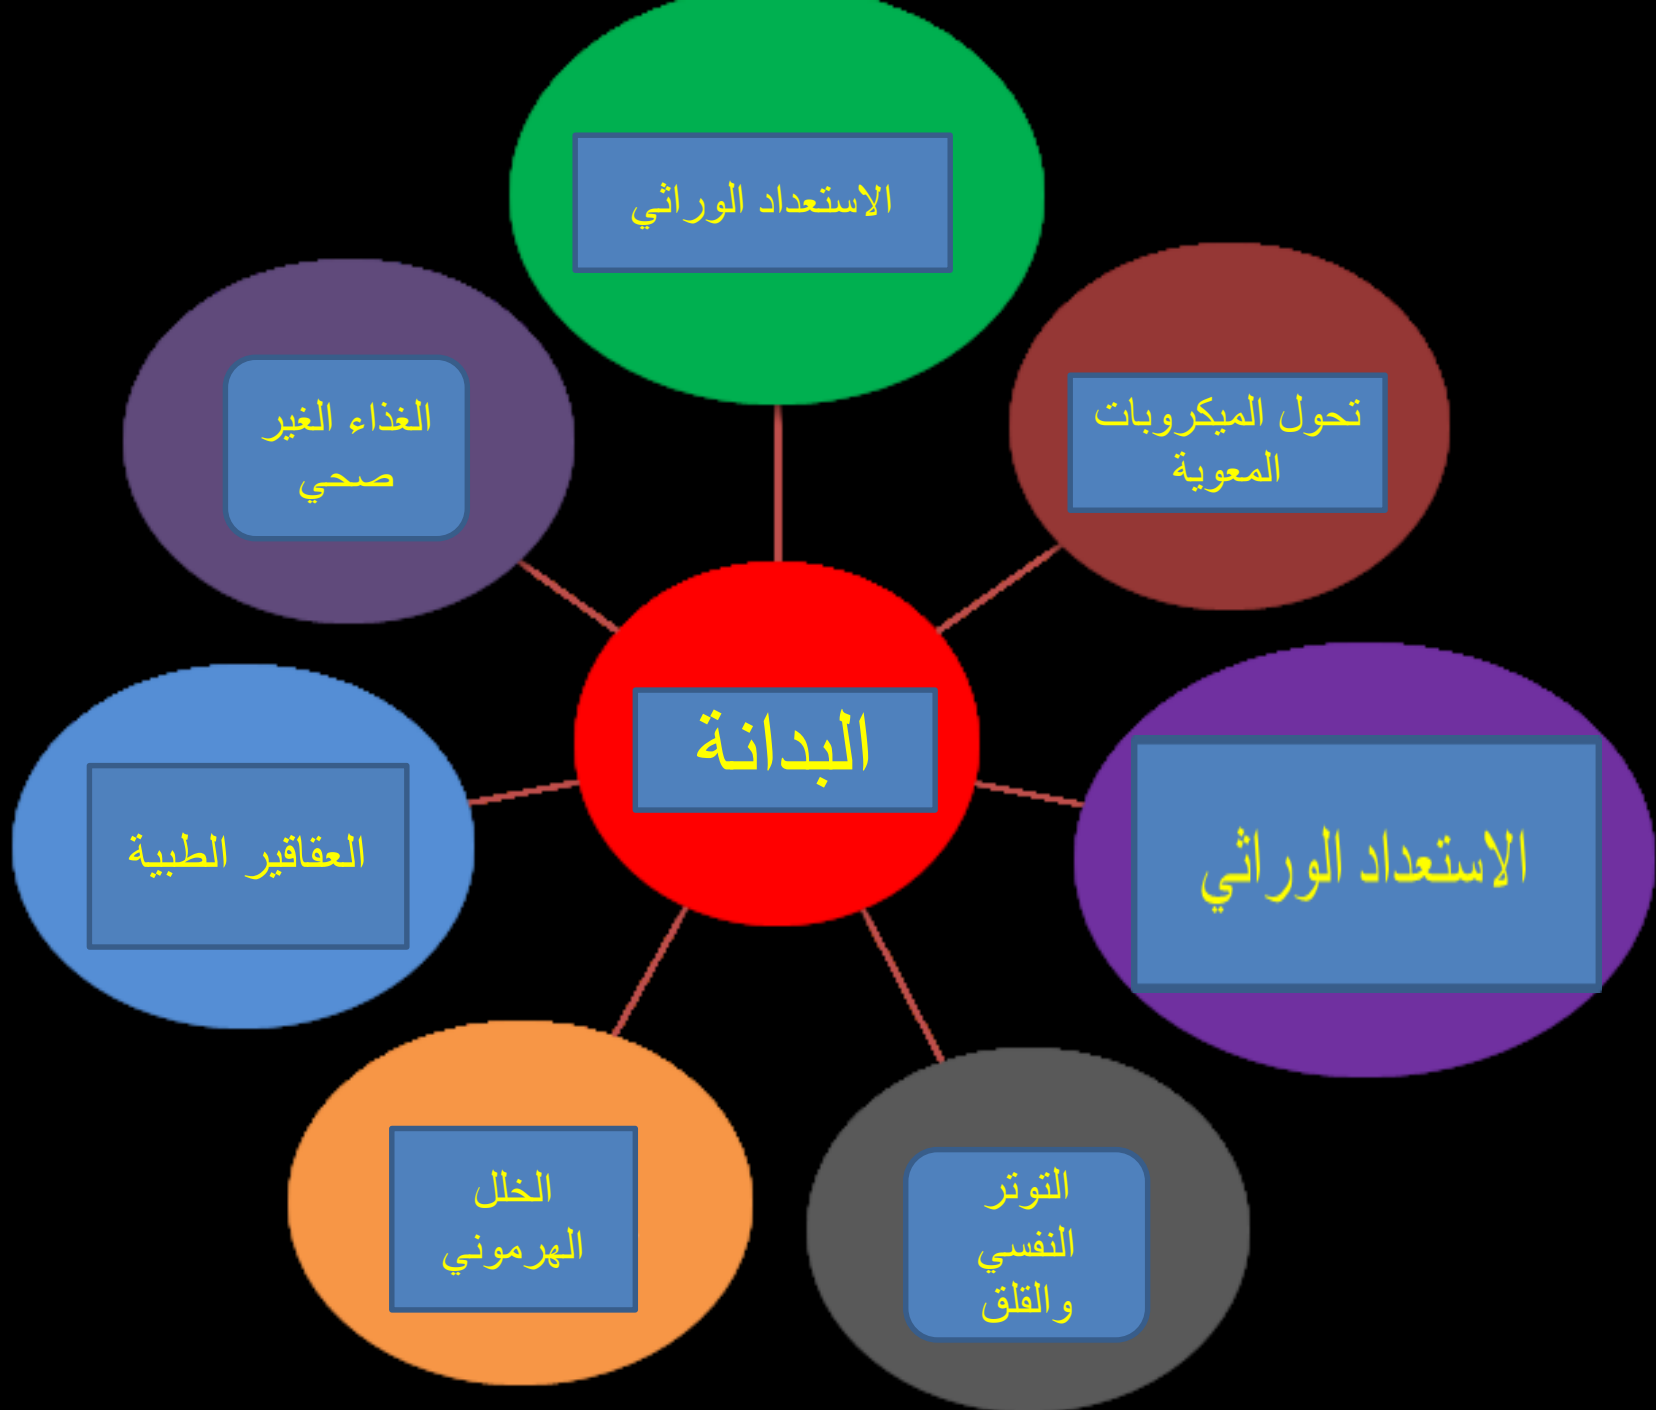 الاستعداد الوراثي
تحول الميكروبات
المعوية
الغذاء الغير
صحي
البدانة
الاستعداد الوراثي
العقاقير الطبية
التوتر
النفسي
والقلق
الخلل
الهرموني